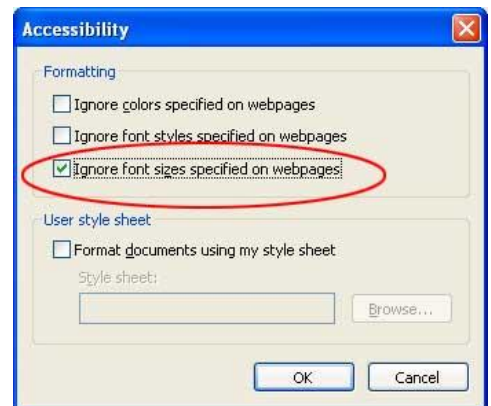 Accessibility
Formatting
Ignore colors specified on webpages
Ignore font styles specified on webpages
Ignore font sizes specified on webpages
User style sheet
Format documents using my style sheet
Style sheet:
Browse...
OK Cancel